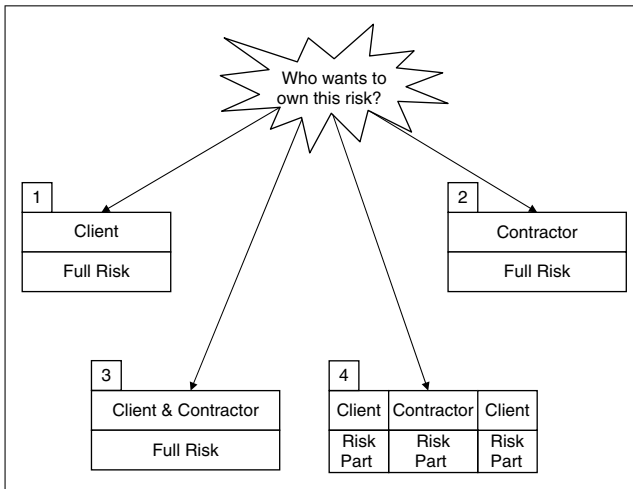 Who wants to
own this risk?
1
Client
Full Risk
2
Contractor
Full Risk
3
Client & Contractor
Full Risk
4
Client Contractor Client
Risk Part Risk Part Risk Part